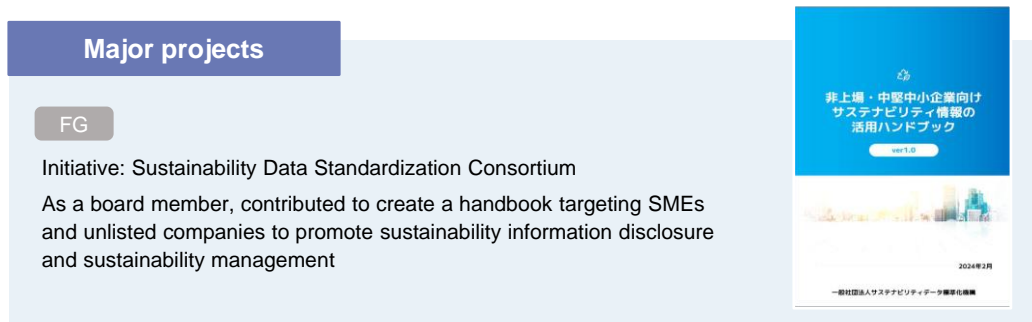 Major projects
FG
Initiative: Sustainability Data Standardization Consortium
As a board member, contributed to create a handbook targeting SMEs
and unlisted companies to promote sustainability information disclosure
and sustainability management
非上場・中堅中小企業向け
サステナビリティ情報の
活用ハンドブック
ver1.0
2024年2月
一般社団法人サステナビリティデータ標準化機構